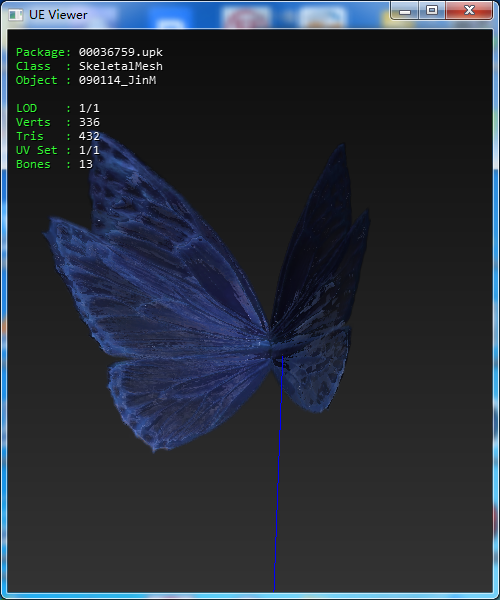 UE Viewer
Package: 00036759.upk
Class : SkeletalMesh
Object : 090114_JinM
LOD : 1/1
Verts : 336
Tris : 432
UV Set : 1/1
Bones : 13